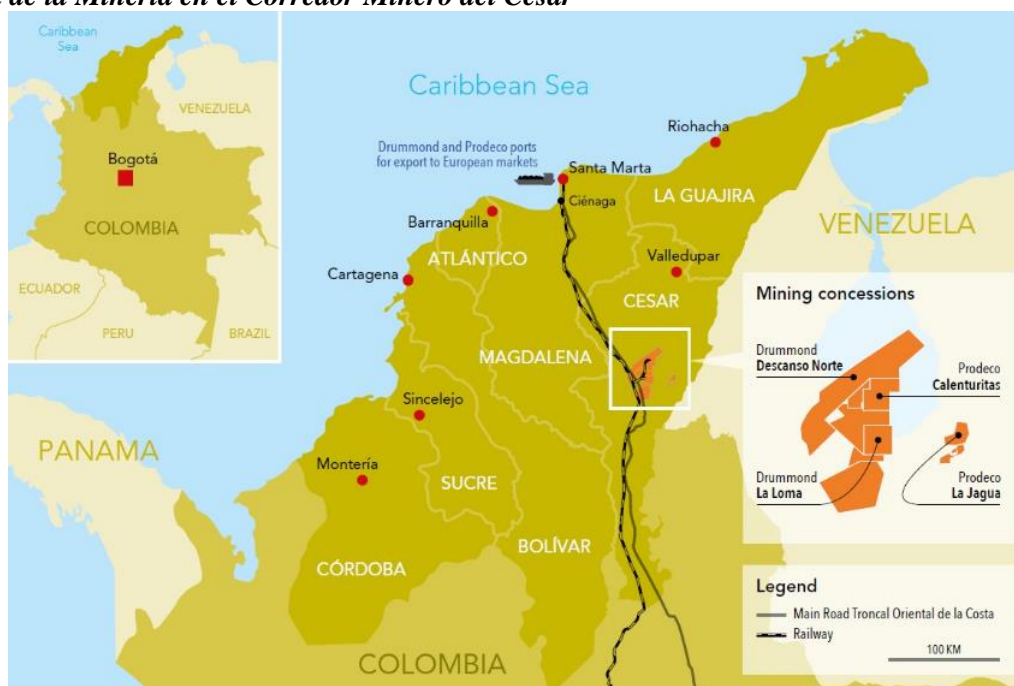 de la Minería en el Corredor Minero del Cesar
Caribbean
Sea
VENEZUELA
Bogotá
COLOMBIA
ECUADOR
PERU
BRAZIL
Caribbean Sea
Riohacha
Drummond and Prodeco ports
for export to European markets
Santa Marta
Ciénaga
LA GUAJIRA
Barranquilla
VENEZUELA
ATLÁNTICO
Valledupar
Cartagena
CESAR
MAGDALENA
Sincelejo
PANAMA
Montería
SUCRE
BOLÍVAR
CÓRDOBA
COLOMBIA
Mining concessions
Drummond
Descanso Norte
Prodeco
Calenturitas
Drummond
La Loma
Prodeco
La Jagua
Legend
Main Road Troncal Oriental de la Costa
Railway
100 KM